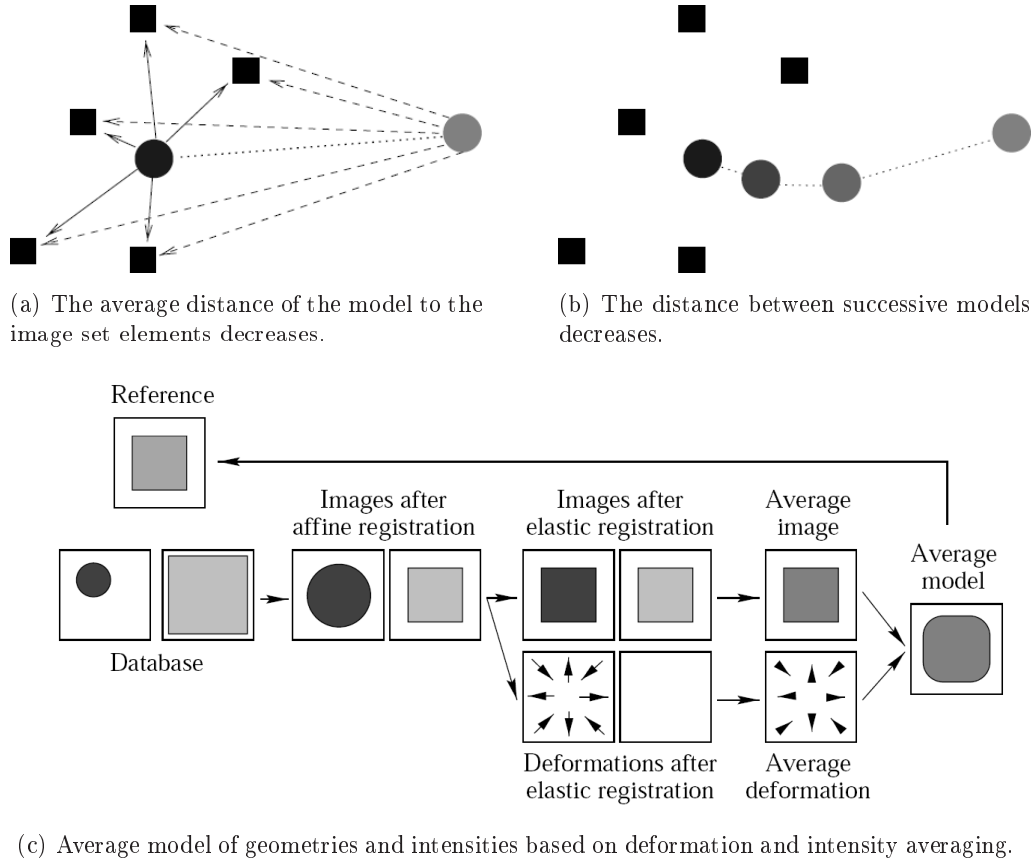 (a) The average distance of the model to the
image set elements decreases.
(b) The distance between successive models
decreases.
Reference
Images after
affine registration
Images after
elastic registration
Average
image
Average
model
Database
Deformations after
elastic registration
Average
deformation
(c) Average model of geometries and intensities based on deformation and intensity averaging.